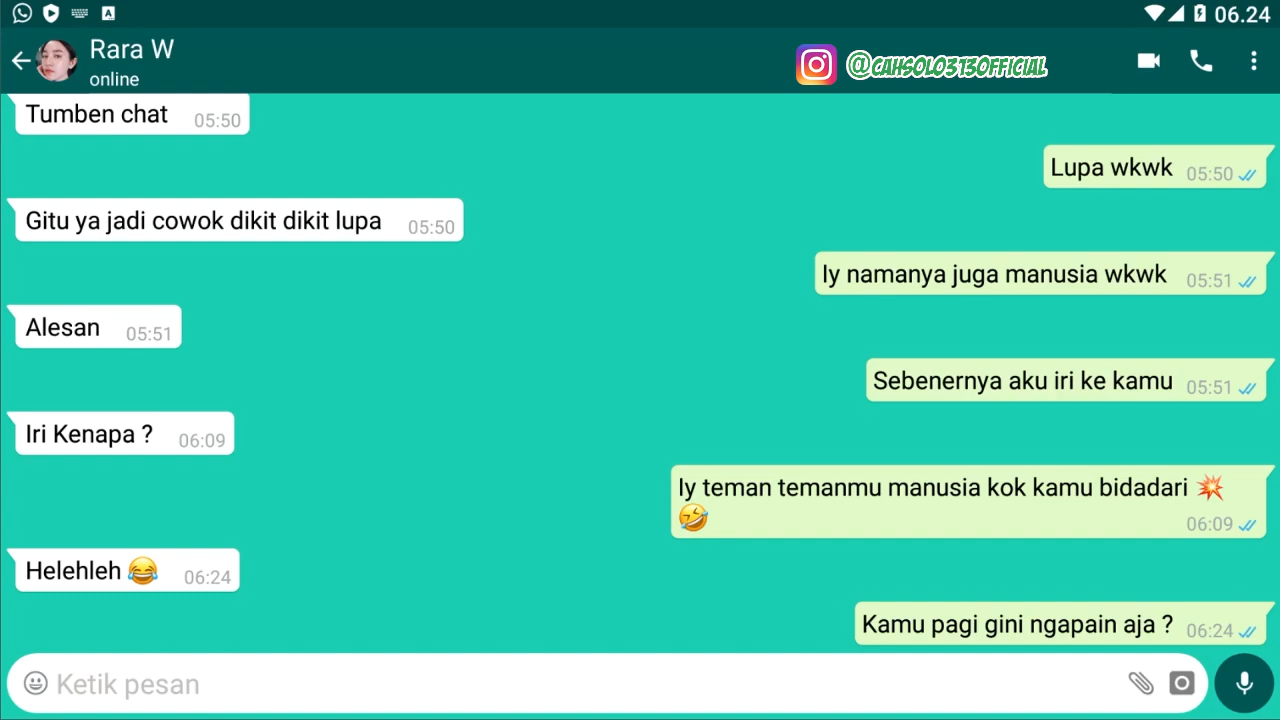 06.24
Rara W
online
@CAHSOLO3130FFICIAL
Tumben chat 05:50
Lupa wkwk 05:50
Gitu ya jadi cowok dikit dikit lupa 05:50
Iy namanya juga manusia wkwk 05:51
Alesan 05:51
Sebenernya aku iri ke kamu 05:51
Iri Kenapa ? 06:09
Iy teman temanmu manusia kok kamu bidadari 💥
🤣 06:09
Helehleh 😂 06:24
Kamu pagi gini ngapain aja ? 06:24
Ketik pesan